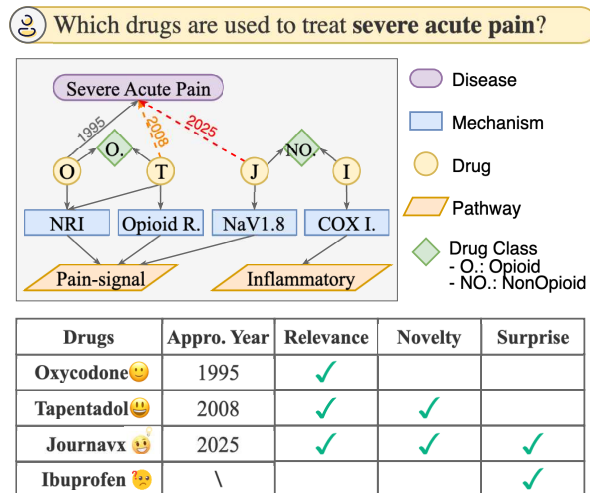 Which drugs are used to treat severe acute pain?
Severe Acute Pain
1995
2008
2025
O.
NO.
O
T
J
I
NRI
Opioid R.
NaV1.8
COX I.
Pain-signal
Inflammatory
Disease
Mechanism
Drug
Pathway
Drug Class
- O.: Opioid
- NO.: NonOpioid
Drugs Appro. Year Relevance Novelty Surprise
Oxycodone🙂 1995 ✓
Tapentadol😃 2008 ✓ ✓
Journavx 2025 ✓ ✓ ✓
Ibuprofen \ ✓